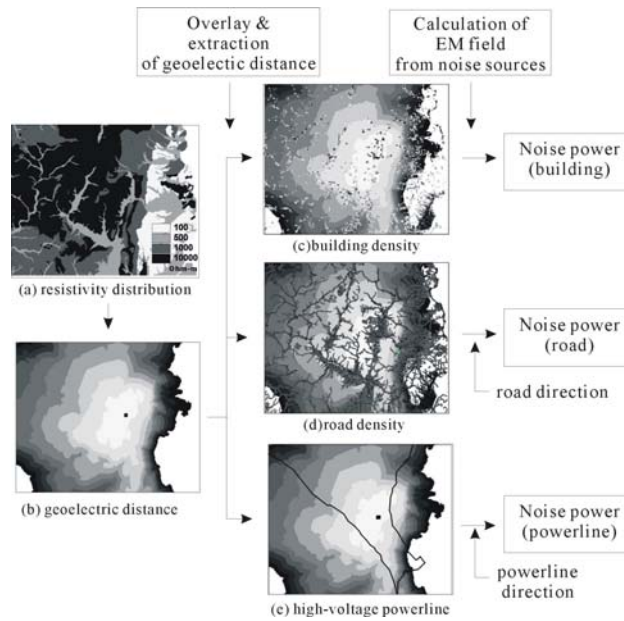 Overlay &
extraction
of geoelectic distance
Calculation of
EM field
from noise sources
100
500
1000
10000
Ohm-m
(a) resistivity distribution
(b) geoelectric distance
(c)building density
Noise power
(building)
(d)road density
Noise power
(road)
road direction
(e) high-voltage powerline
Noise power
(powerline)
powerline
direction